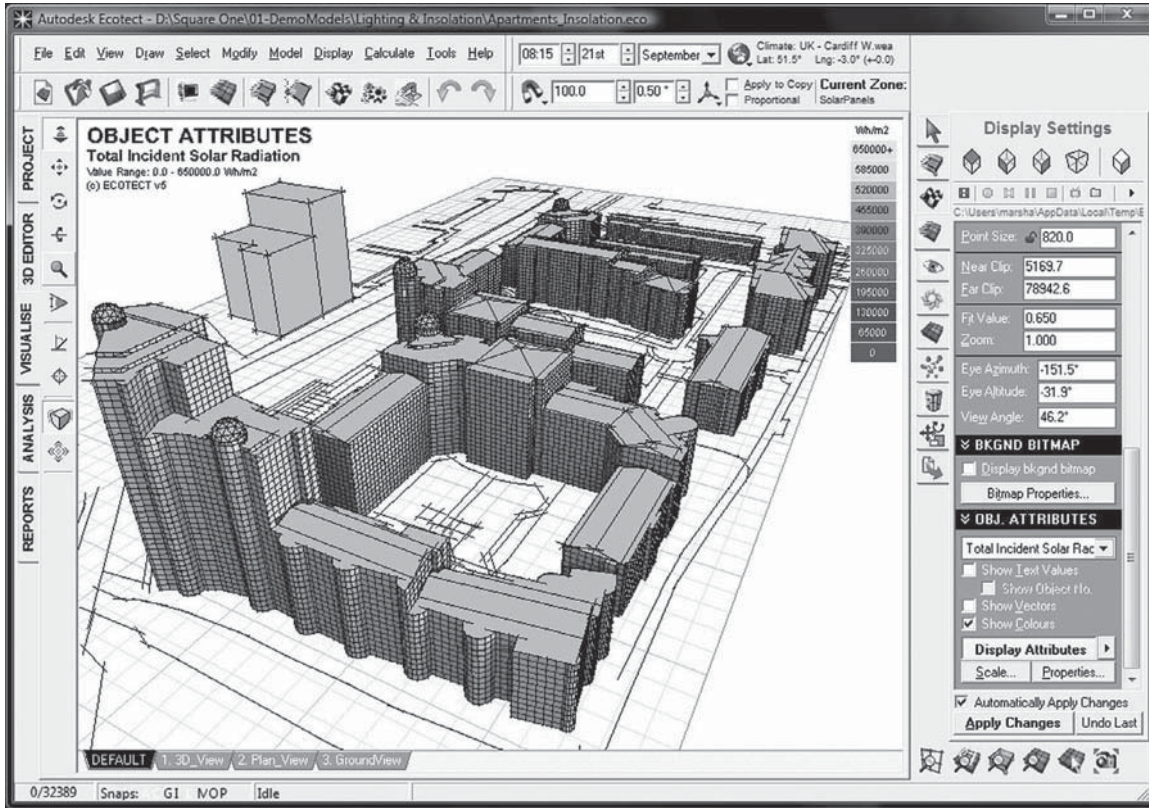 Autodesk Ecotect - D:\Square One\01-DemoModels\Lighting & Insolation\Apartments_Insolation.eco
File Edit View Draw Select Modify Model Display Calculate Tools Help
08:15 21st September
Climate: UK - Cardiff W.wea
Lat: 51.5° Lng: -3.0° (+-0.0)
100.0 0.50 °
Apply to Copy
Proportional
Current Zone:
SolarPanels
PROJECT
3D EDITOR
VISUALISE
ANALYSIS
REPORTS
OBJECT ATTRIBUTES
Total Incident Solar Radiation
Value Range: 0.0 - 650000.0 Wh/m2
(c) ECOTECT v5
Wh/m2
650000+
585000
520000
455000
390000
325000
260000
195000
130000
65000
0
Display Settings
C:\Users\marsha\AppData\Local\Temp\E
Point Size: 820.0
Near Clip: 5169.7
Far Clip: 78942.6
Fit Value: 0.650
Zoom: 1.000
Eye Azimuth: -151.5°
Eye Altitude: -31.9°
View Angle: 46.2°
BKGND BITMAP
Display bkgnd bitmap
Bitmap Properties...
OBJ. ATTRIBUTES
Total Incident Solar Rac
Show Text Values
Show Object No.
Show Vectors
Show Colours
Display Attributes
Scale... Properties...
Automatically Apply Changes
Apply Changes Undo Last
DEFAULT 1. 3D_View 2. Plan_View 3. GroundView
0/32389 Snaps: GI MOP Idle